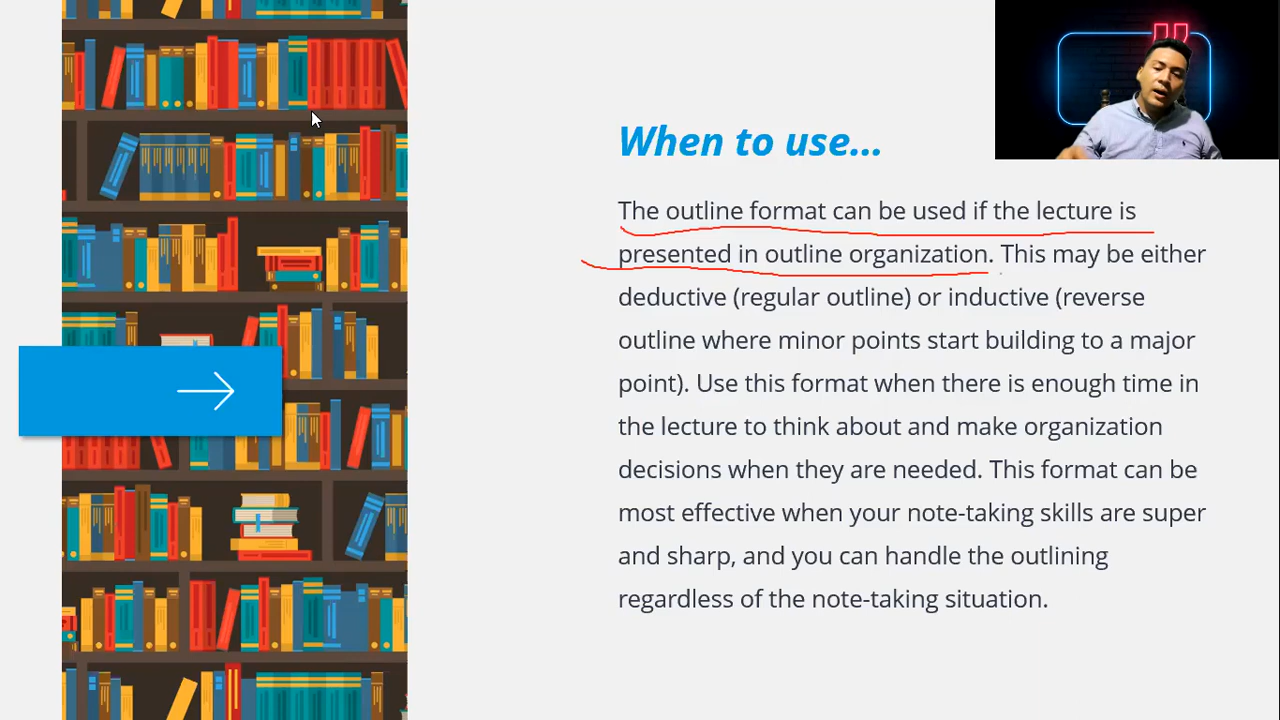 When to use...
The outline format can be used if the lecture is
presented in outline organization. This may be either
deductive (regular outline) or inductive (reverse
outline where minor points start building to a major
point). Use this format when there is enough time in
the lecture to think about and make organization
decisions when they are needed. This format can be
most effective when your note-taking skills are super
and sharp, and you can handle the outlining
regardless of the note-taking situation.